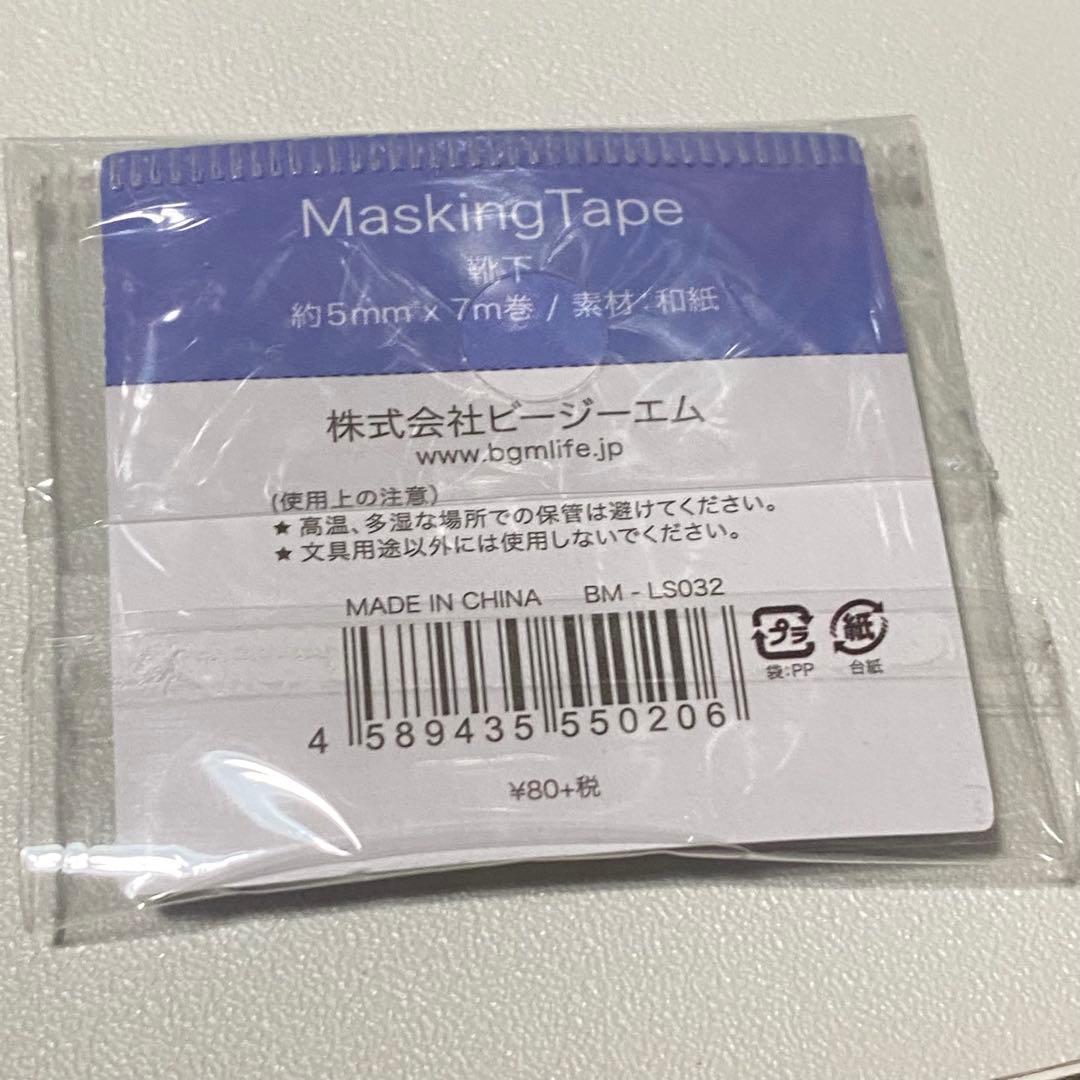 MaskingTape
靴下
約5mm x 7m巻 / 素材:和紙
株式会社ビージーエム
www.bgmlife.jp
(使用上の注意)
★ 高温、多湿な場所での保管は避けてください。
★ 文具用途以外には使用しないでください。
MADE IN CHINA BM - LS032
プラ 紙
袋:PP 台紙
4 589435 550206
¥80+税